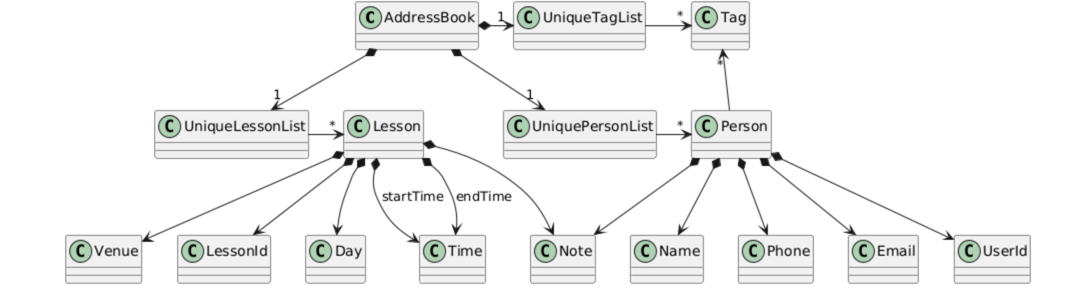 C AddressBook 1 C UniqueTagList * C Tag
*
1 1
C UniqueLessonList * C Lesson C UniquePersonList * C Person
startTime endTime
C Venue C LessonId C Day C Time C Note C Name C Phone C Email C UserId